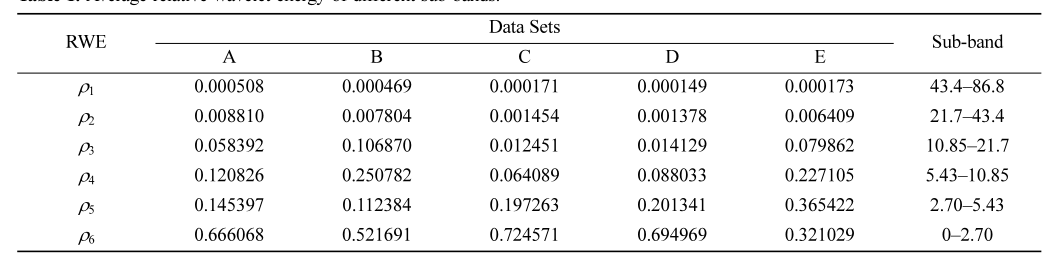 Table 1. Average relative wavelet energy of different sub-bands.
RWE Data Sets Sub-band
A B C D E
ρ1 0.000508 0.000469 0.000171 0.000149 0.000173 43.4–86.8
ρ2 0.008810 0.007804 0.001454 0.001378 0.006409 21.7–43.4
ρ3 0.058392 0.106870 0.012451 0.014129 0.079862 10.85–21.7
ρ4 0.120826 0.250782 0.064089 0.088033 0.227105 5.43–10.85
ρ5 0.145397 0.112384 0.197263 0.201341 0.365422 2.70–5.43
ρ6 0.666068 0.521691 0.724571 0.694969 0.321029 0–2.70